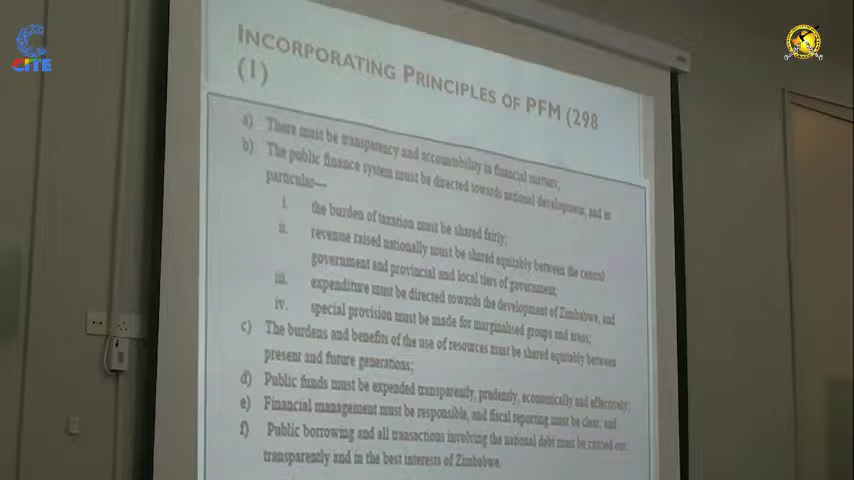 CITE
INCORPORATING PRINCIPLES OF PFM (298
(1)
a) There must be transparency and accountability in financial matters;
b) The public finance system must be directed towards national development, and in
particular—
i. the burden of taxation must be shared fairly;
ii. revenue raised nationally must be shared equitably between the central
government and provincial and local tiers of government;
iii. expenditure must be directed towards the development of Zimbabwe, and
iv. special provision must be made for marginalised groups and areas;
c) The burdens and benefits of the use of resources must be shared equitably between
present and future generations;
d) Public funds must be expended transparently, prudently, economically and effectively;
e) Financial management must be responsible, and fiscal reporting must be clear; and
f) Public borrowing and all transactions involving the national debt must be carried out
transparently and in the best interests of Zimbabwe.